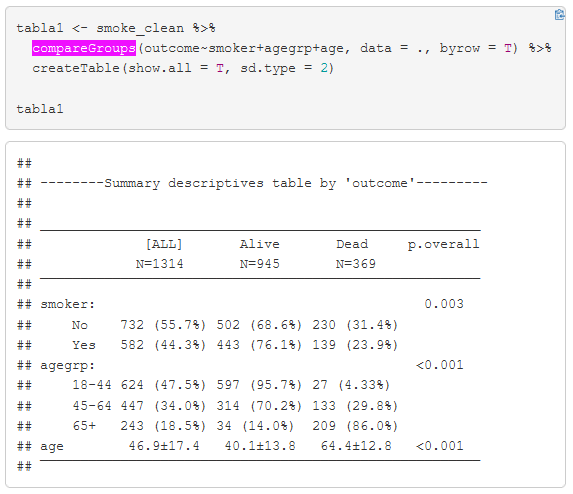 tabla1 <- smoke_clean %>%
  compareGroups(outcome~smoker+agegrp+age, data = ., byrow = T) %>%
  createTable(show.all = T, sd.type = 2)
tabla1
##
## --------Summary descriptives table by 'outcome'---------
##
## ________________________________________________________
##              [ALL]       Alive       Dead     p.overall
##             N=1314       N=945       N=369
##
## smoker:                                         0.003
##     No    732 (55.7%) 502 (68.6%) 230 (31.4%)
##     Yes   582 (44.3%) 443 (76.1%) 139 (23.9%)
## agegrp:                                        <0.001
##     18-44 624 (47.5%) 597 (95.7%) 27 (4.33%)
##     45-64 447 (34.0%) 314 (70.2%) 133 (29.8%)
##     65+   243 (18.5%) 34 (14.0%)  209 (86.0%)
## age        46.9±17.4   40.1±13.8   64.4±12.8   <0.001
##